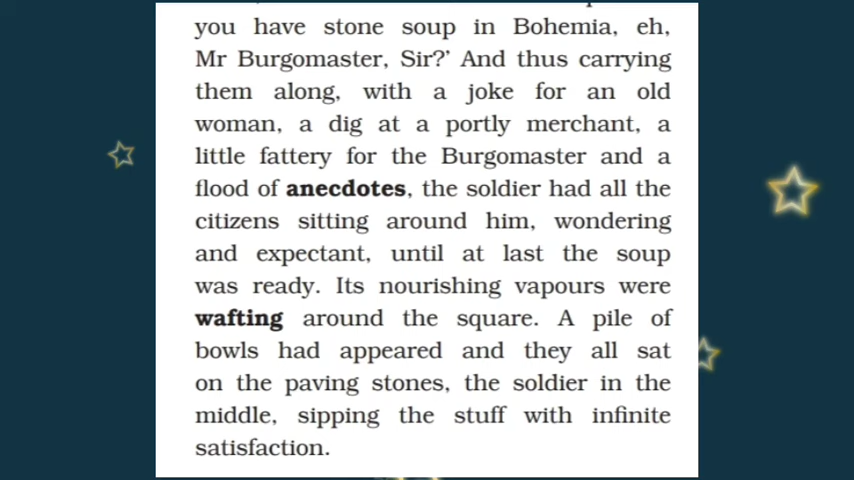 you have stone soup in Bohemia, eh,
Mr Burgomaster, Sir?' And thus carrying
them along, with a joke for an old
woman, a dig at a portly merchant, a
little fattery for the Burgomaster and a
flood of anecdotes, the soldier had all the
citizens sitting around him, wondering
and expectant, until at last the soup
was ready. Its nourishing vapours were
wafting around the square. A pile of
bowls had appeared and they all sat
on the paving stones, the soldier in the
middle, sipping the stuff with infinite
satisfaction.